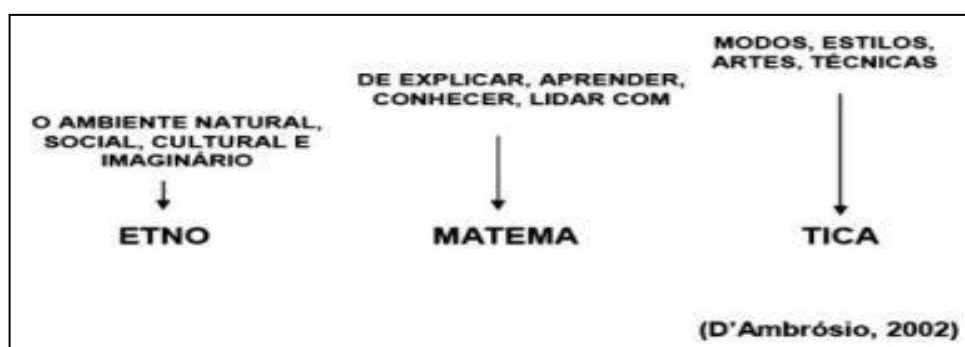 O AMBIENTE NATURAL,
SOCIAL, CULTURAL E
IMAGINÁRIO
ETNO
DE EXPLICAR, APRENDER,
CONHECER, LIDAR COM
MATEMA
MODOS, ESTILOS,
ARTES, TÉCNICAS
TICA
(D'Ambrósio, 2002)